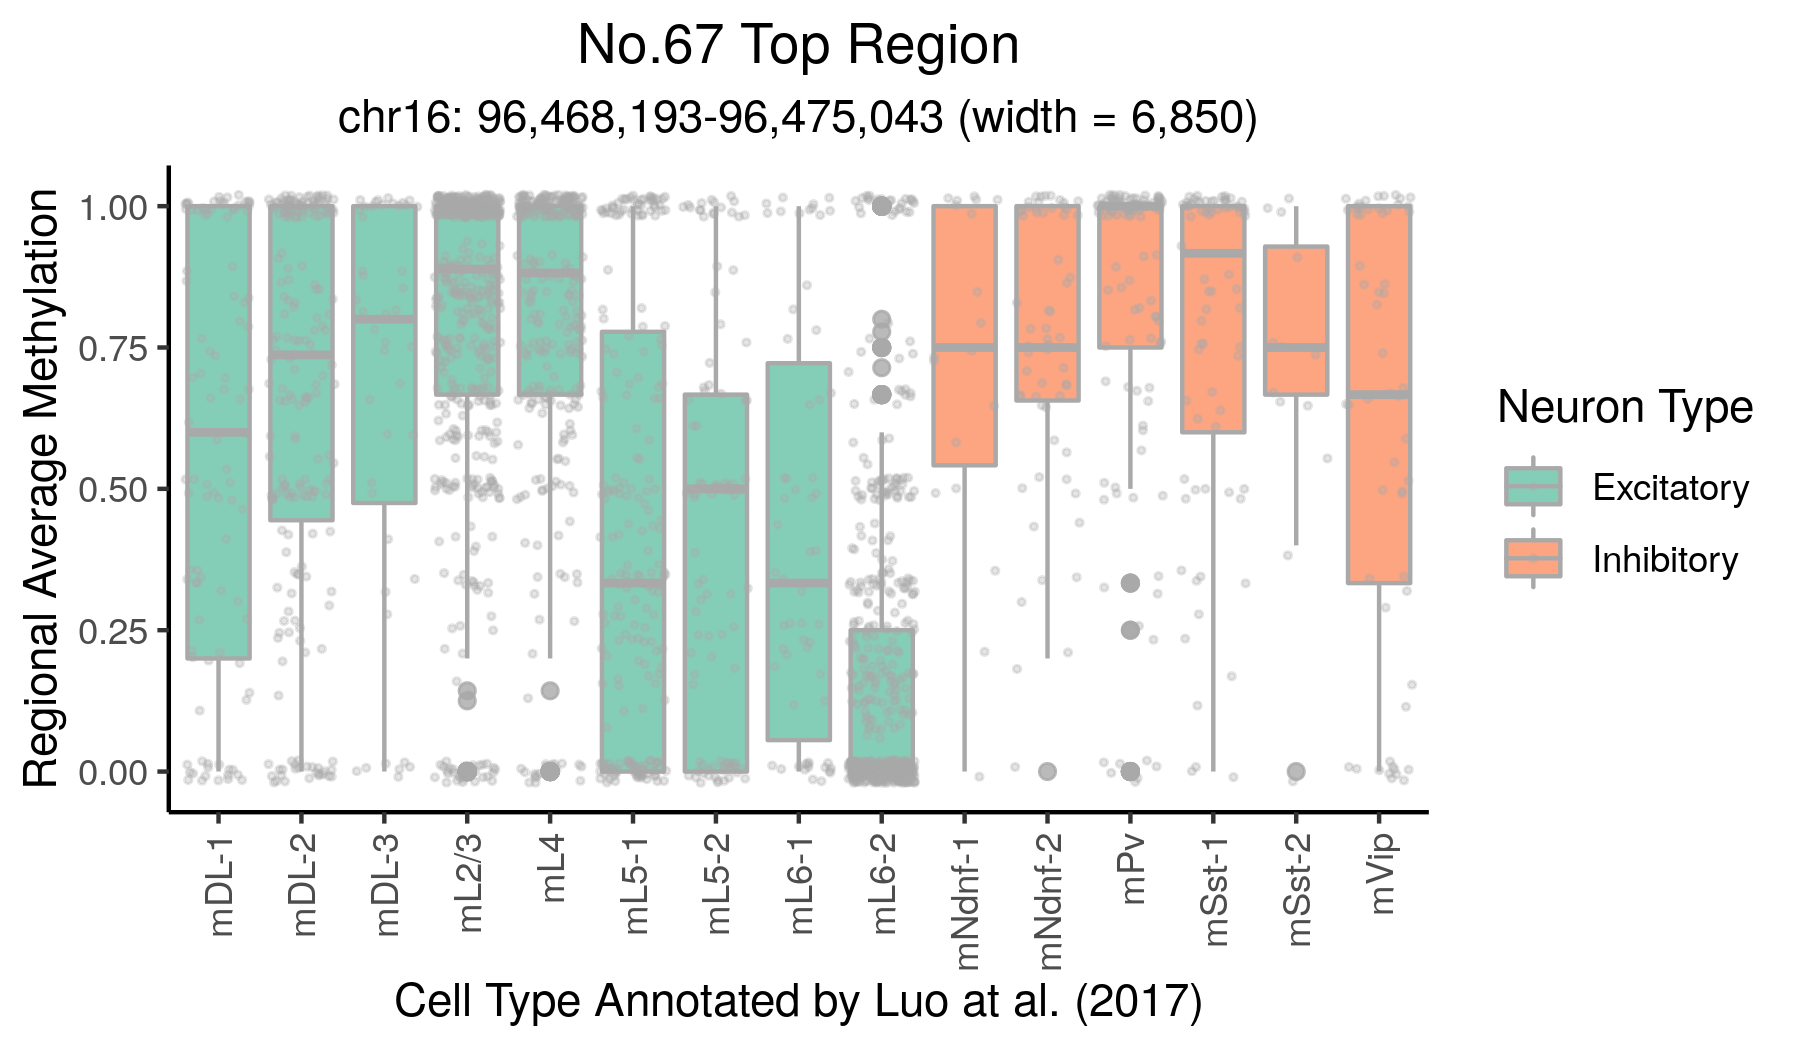 No.67 Top Region
chr16: 96,468,193-96,475,043 (width = 6,850)
Regional Average Methylation
1.00
0.75
0.50
0.25
0.00
mDL-1
mDL-2
mDL-3
mL2/3
mL4
mL5-1
mL5-2
mL6-1
mL6-2
mNdnf-1
mNdnf-2
mPv
mSst-1
mSst-2
mVip
Cell Type Annotated by Luo at al. (2017)
Neuron Type
Excitatory
Inhibitory